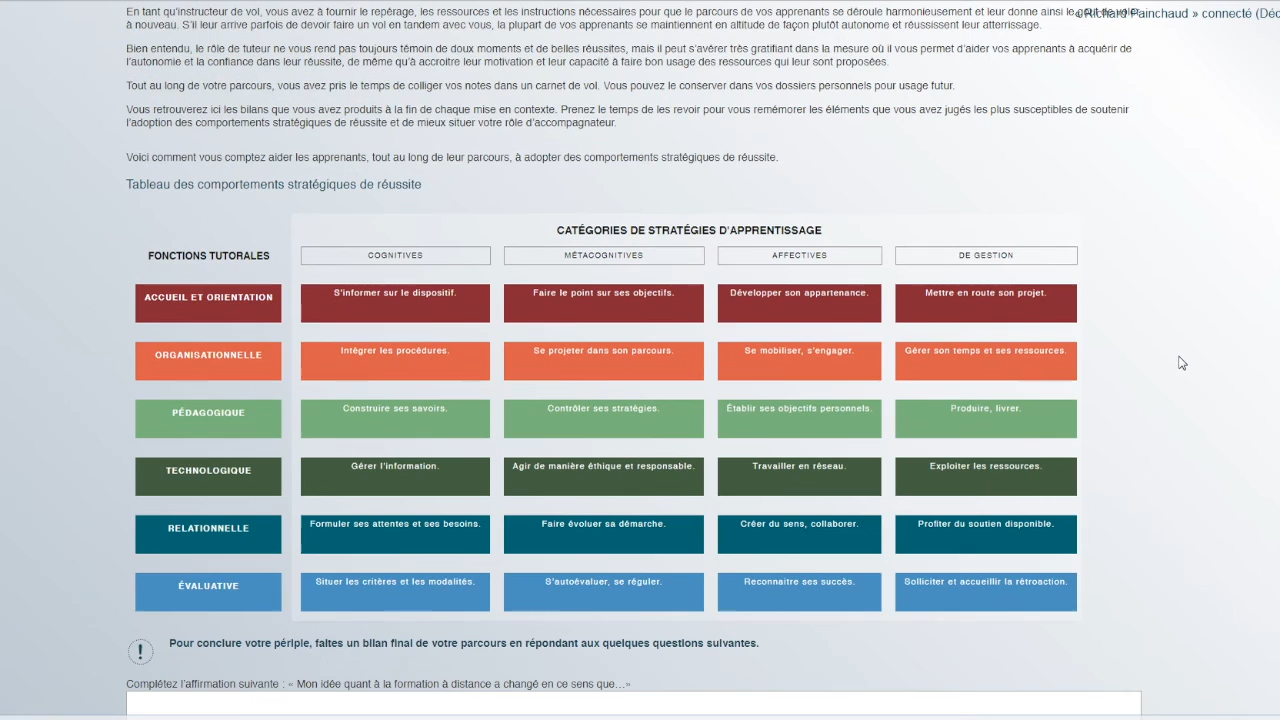 En tant qu'instructeur de vol, vous avez à fournir le repérage, les ressources et les instructions nécessaires pour que le parcours de vos apprenants se déroule harmonieusement et leur donne ainsi le goût de voler
« Richard Painchaud » connecté (Déc
à nouveau. S'il leur arrive parfois de devoir faire un vol en tandem avec vous, la plupart de vos apprenants se maintiennent en altitude de façon plutôt autonome et réussissent leur atterrissage.
Bien entendu, le rôle de tuteur ne vous rend pas toujours témoin de doux moments et de belles réussites, mais il peut s'avérer très gratifiant dans la mesure où il vous permet d'aider vos apprenants à acquérir de
l'autonomie et la confiance dans leur réussite, de même qu'à accroitre leur motivation et leur capacité à faire bon usage des ressources qui leur sont proposées.
Tout au long de votre parcours, vous avez pris le temps de colliger vos notes dans un carnet de vol. Vous pouvez le conserver dans vos dossiers personnels pour usage futur.
Vous retrouverez ici les bilans que vous avez produits à la fin de chaque mise en contexte. Prenez le temps de les revoir pour vous remémorer les éléments que vous avez jugés les plus susceptibles de soutenir
l'adoption des comportements stratégiques de réussite et de mieux situer votre rôle d'accompagnateur.
Voici comment vous comptez aider les apprenants, tout au long de leur parcours, à adopter des comportements stratégiques de réussite.
Tableau des comportements stratégiques de réussite
CATÉGORIES DE STRATÉGIES D'APPRENTISSAGE
FONCTIONS TUTORALES COGNITIVES MÉTACOGNITIVES AFFECTIVES DE GESTION
ACCUEIL ET ORIENTATION S'informer sur le dispositif. Faire le point sur ses objectifs. Développer son appartenance. Mettre en route son projet.
ORGANISATIONNELLE Intégrer les procédures. Se projeter dans son parcours. Se mobiliser, s'engager. Gérer son temps et ses ressources.
PÉDAGOGIQUE Construire ses savoirs. Contrôler ses stratégies. Établir ses objectifs personnels. Produire, livrer.
TECHNOLOGIQUE Gérer l'information. Agir de manière éthique et responsable. Travailler en réseau. Exploiter les ressources.
RELATIONNELLE Formuler ses attentes et ses besoins. Faire évoluer sa démarche. Créer du sens, collaborer. Profiter du soutien disponible.
ÉVALUATIVE Situer les critères et les modalités. S'autoévaluer, se réguler. Reconnaitre ses succès. Solliciter et accueillir la rétroaction.
! Pour conclure votre périple, faites un bilan final de votre parcours en répondant aux quelques questions suivantes.
Complétez l'affirmation suivante : « Mon idée quant à la formation à distance a changé en ce sens que…»